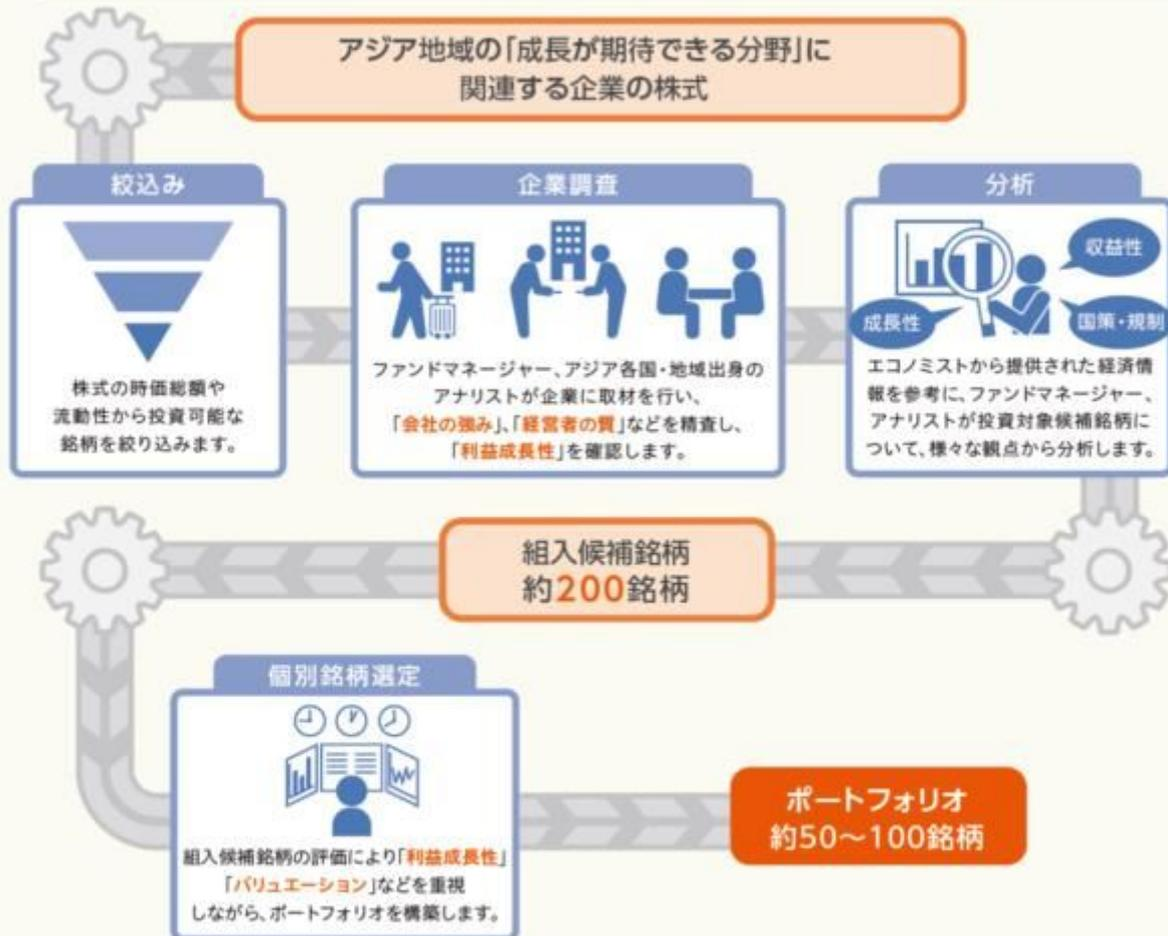 アジア地域の「成長が期待できる分野」に
関連する企業の株式
絞込み
株式の時価総額や
流動性から投資可能な
銘柄を絞り込みます。
企業調査
ファンドマネージャー、アジア各国・地域出身の
アナリストが企業に取材を行い、
「会社の強み」、「経営者の質」などを精査し、
「利益成長性」を確認します。
分析
収益性
成長性
国策・規制
エコノミストから提供された経済情
報を参考に、ファンドマネージャー、
アナリストが投資対象候補銘柄に
ついて、様々な観点から分析します。
組入候補銘柄
約200銘柄
個別銘柄選定
組入候補銘柄の評価により「利益成長性」
「バリュエーション」などを重視
しながら、ポートフォリオを構築します。
ポートフォリオ
約50～100銘柄